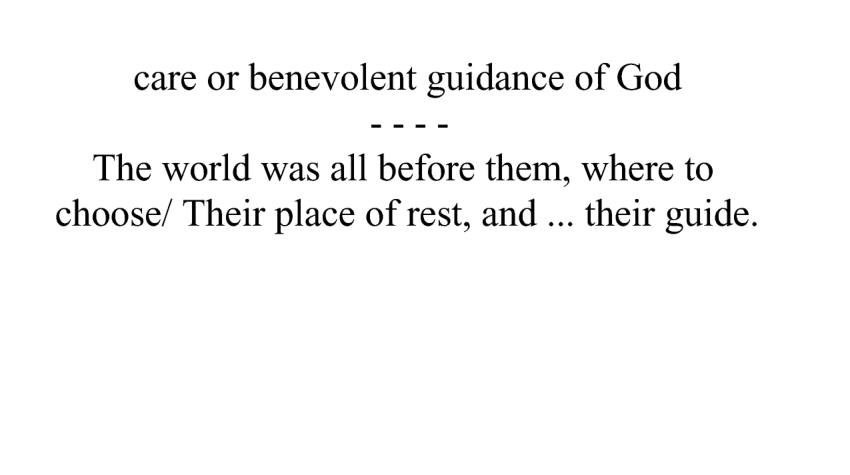 care or benevolent guidance of God
- - - -
The world was all before them, where to
choose/ Their place of rest, and ... their guide.